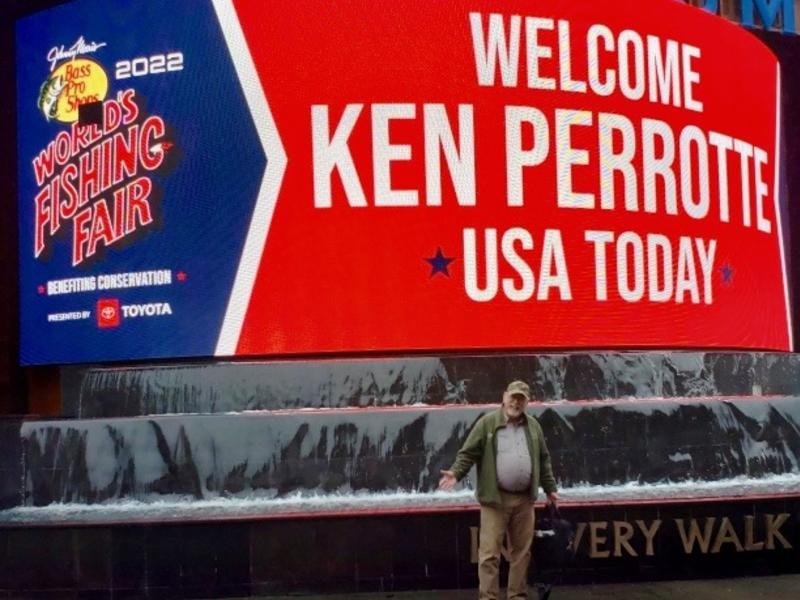 Johnny Morris
Bass
Pro
Shops
2022
WORLD'S
FISHING
FAIR
BENEFITING CONSERVATION
PRESENTED BY TOYOTA
WELCOME
KEN PERROTTE
USA TODAY
VERY WALK